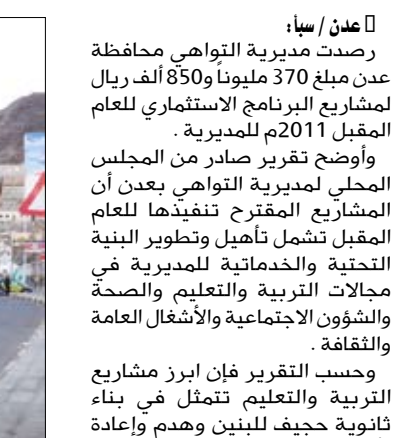 عدن / سبأ:
رصدت مديرية التواهي محافظة
عدن مبلغ 370 مليوناً و850 ألف ريال
لمشاريع البرنامج الاستثماري للعام
المقبل 2011م للمديرية .
وأوضح تقرير صادر من المجلس
المحلي لمديرية التواهي بعدن أن
المشاريع المقترح تنفيذها للعام
المقبل تشمل تأهيل وتطوير البنية
التحتية والخدماتية للمديرية في
مجالات التربية والتعليم والصحة
والشؤون الاجتماعية والأشغال العامة
والثقافة .
وحسب التقرير فإن ابرز مشاريع
التربية والتعليم تتمثل في بناء
ثانوية حجيف للبنين وهدم وإعادة